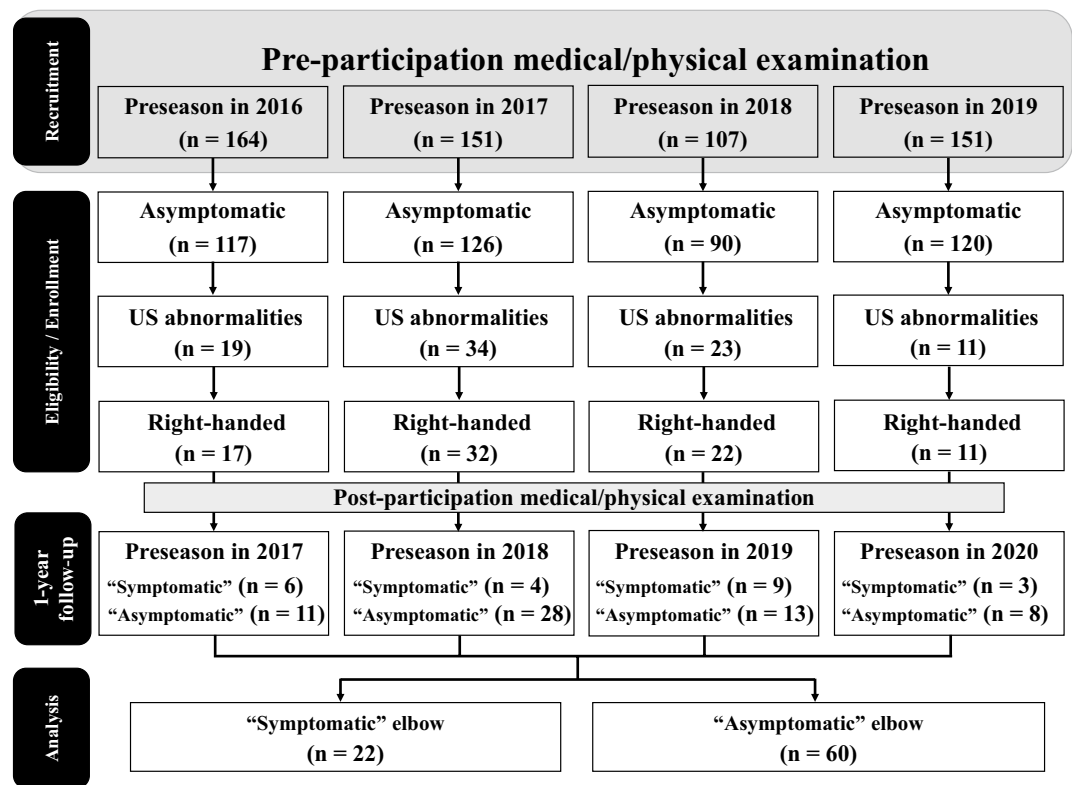 Recruitment
Pre-participation medical/physical examination
Preseason in 2016
(n = 164)
Preseason in 2017
(n = 151)
Preseason in 2018
(n = 107)
Preseason in 2019
(n = 151)
Eligibility / Enrollment
Asymptomatic
(n = 117)
Asymptomatic
(n = 126)
Asymptomatic
(n = 90)
Asymptomatic
(n = 120)
US abnormalities
(n = 19)
US abnormalities
(n = 34)
US abnormalities
(n = 23)
US abnormalities
(n = 11)
Right-handed
(n = 17)
Right-handed
(n = 32)
Right-handed
(n = 22)
Right-handed
(n = 11)
Post-participation medical/physical examination
1-year
follow-up
Preseason in 2017
“Symptomatic” (n = 6)
“Asymptomatic” (n = 11)
Preseason in 2018
“Symptomatic” (n = 4)
“Asymptomatic” (n = 28)
Preseason in 2019
“Symptomatic” (n = 9)
“Asymptomatic” (n = 13)
Preseason in 2020
“Symptomatic” (n = 3)
“Asymptomatic” (n = 8)
Analysis
“Symptomatic” elbow
(n = 22)
“Asymptomatic” elbow
(n = 60)